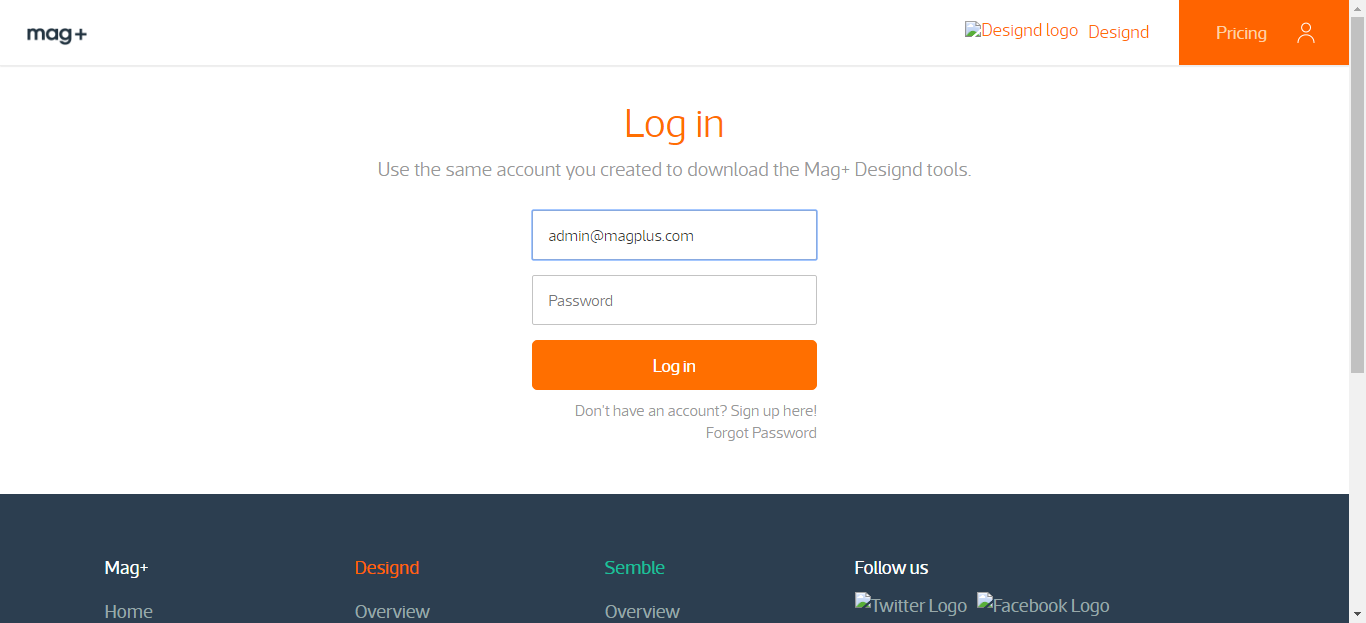 mag+
Designd logo Designd
Pricing
Log in
Use the same account you created to download the Mag+ Designd tools.
admin@magplus.com
Password
Log in
Don't have an account? Sign up here!
Forgot Password
Mag+ Designd Semble Follow us
Home Overview Overview Twitter Logo Facebook Logo